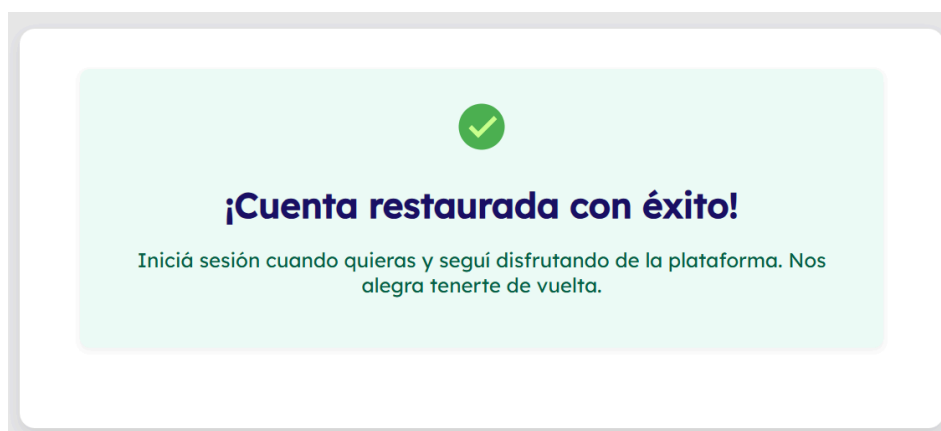 ¡Cuenta restaurada con éxito!
Iniciá sesión cuando quieras y seguí disfrutando de la plataforma. Nos
alegra tenerte de vuelta.